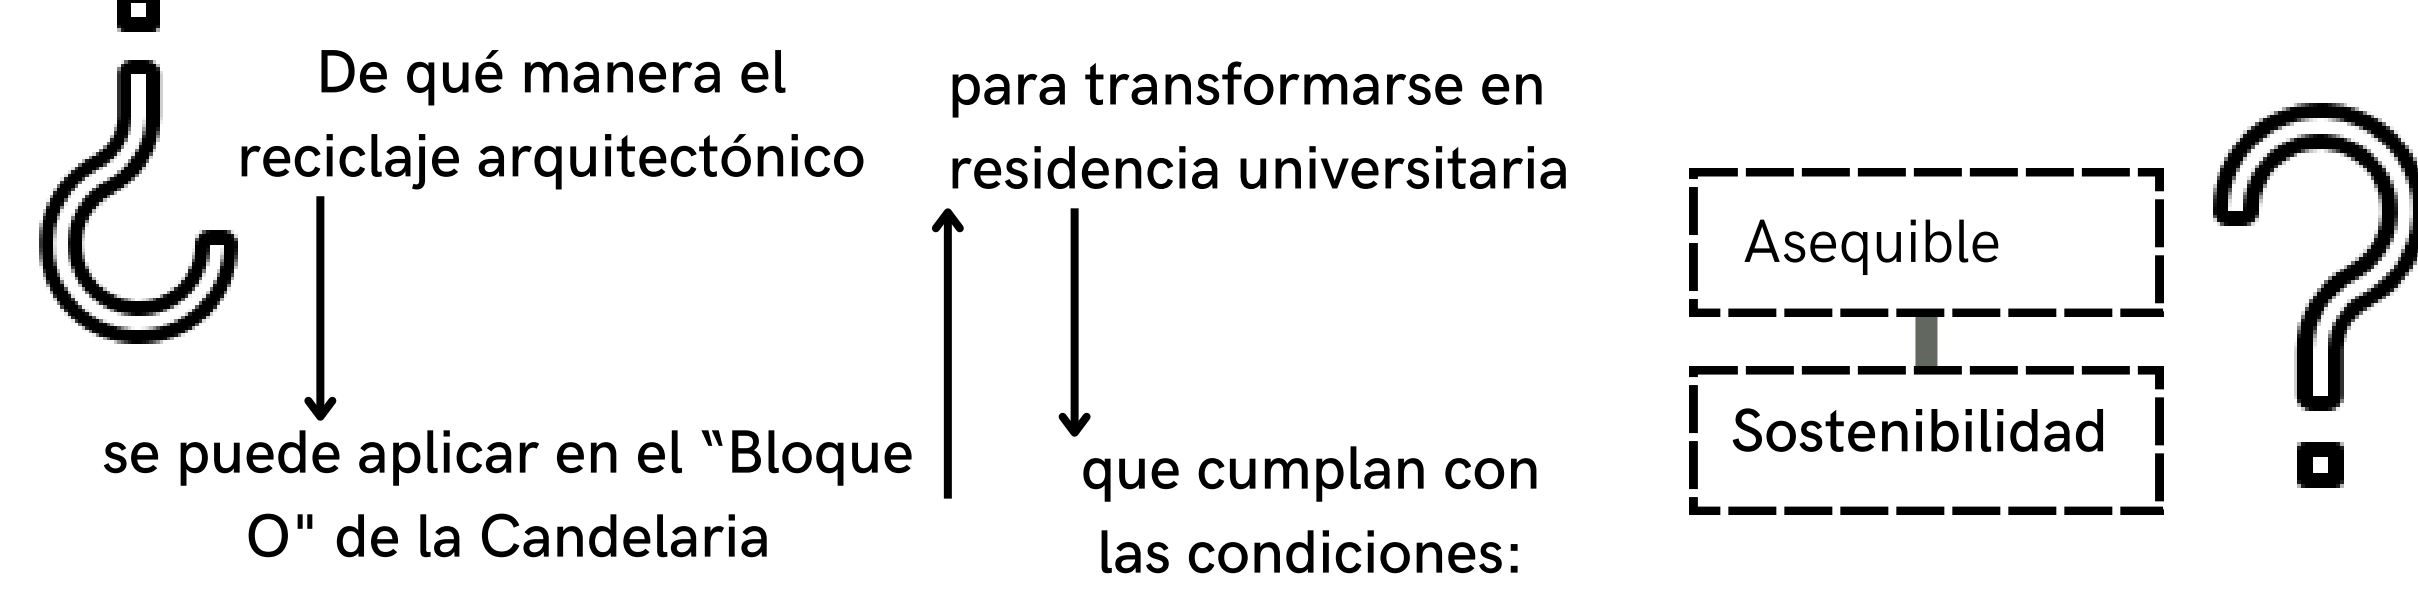 ¿
De qué manera el
reciclaje arquitectónico
se puede aplicar en el “Bloque
O" de la Candelaria
para transformarse en
residencia universitaria
que cumplan con
las condiciones:
Asequible
Sostenibilidad
?